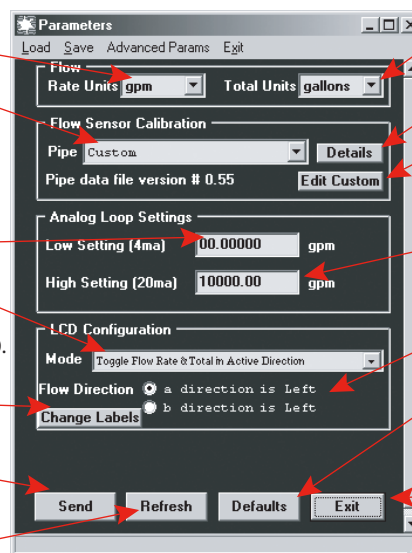 Parameters
Load Save Advanced Params Exit
Flow
Rate Units gpm Total Units gallons
Flow Sensor Calibration
Pipe Custom Details
Pipe data file version # 0.55 Edit Custom
Analog Loop Settings
Low Setting (4ma) 00.00000 gpm
High Setting (20ma) 10000.00 gpm
LCD Configuration
Mode Toggle Flow Rate & Total in Active Direction
Flow Direction a direction is Left
b direction is Left
Change Labels
Send Refresh Defaults Exit